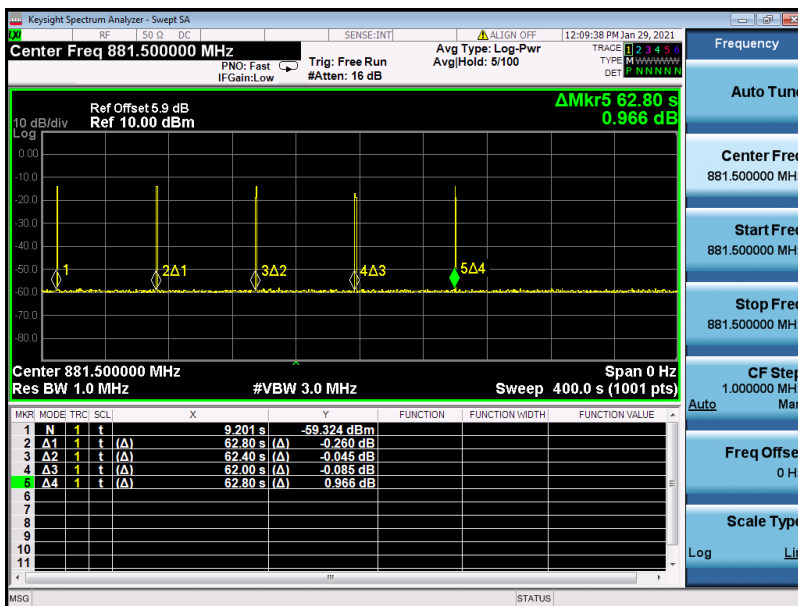 Keysight Spectrum Analyzer - Swept SA
LXI RF 50 Ω DC SENSE:INT ALIGN OFF 12:09:38 PM Jan 29, 2021
Center Freq 881.500000 MHz
PNO: Fast
IFGain:Low
Trig: Free Run
#Atten: 16 dB
Avg Type: Log-Pwr
Avg|Hold: 5/100
TRACE 1 2 3 4 5 6
TYPE M WWWWW
DET P N N N N N
Ref Offset 5.9 dB
10 dB/div Ref 10.00 dBm
Log
ΔMkr5 62.80 s
0.966 dB
0.00
-10.0
-20.0
-30.0
-40.0
-50.0
-60.0
-70.0
-80.0
1 2Δ1 3Δ2 4Δ3 5Δ4
Center 881.500000 MHz Span 0 Hz
Res BW 1.0 MHz #VBW 3.0 MHz Sweep 400.0 s (1001 pts)
MKR MODE TRC SCL X Y FUNCTION FUNCTION WIDTH FUNCTION VALUE
1 N 1 t 9.201 s -59.324 dBm
2 Δ1 1 t (Δ) 62.80 s (Δ) -0.260 dB
3 Δ2 1 t (Δ) 62.40 s (Δ) -0.045 dB
4 Δ3 1 t (Δ) 62.00 s (Δ) -0.085 dB
5 Δ4 1 t (Δ) 62.80 s (Δ) 0.966 dB
6
7
8
9
10
11
MSG STATUS
Frequency
Auto Tune
Center Freq
881.500000 MHz
Start Freq
881.500000 MHz
Stop Freq
881.500000 MHz
CF Step
1.000000 MHz
Auto Man
Freq Offset
0 Hz
Scale Type
Log Lin